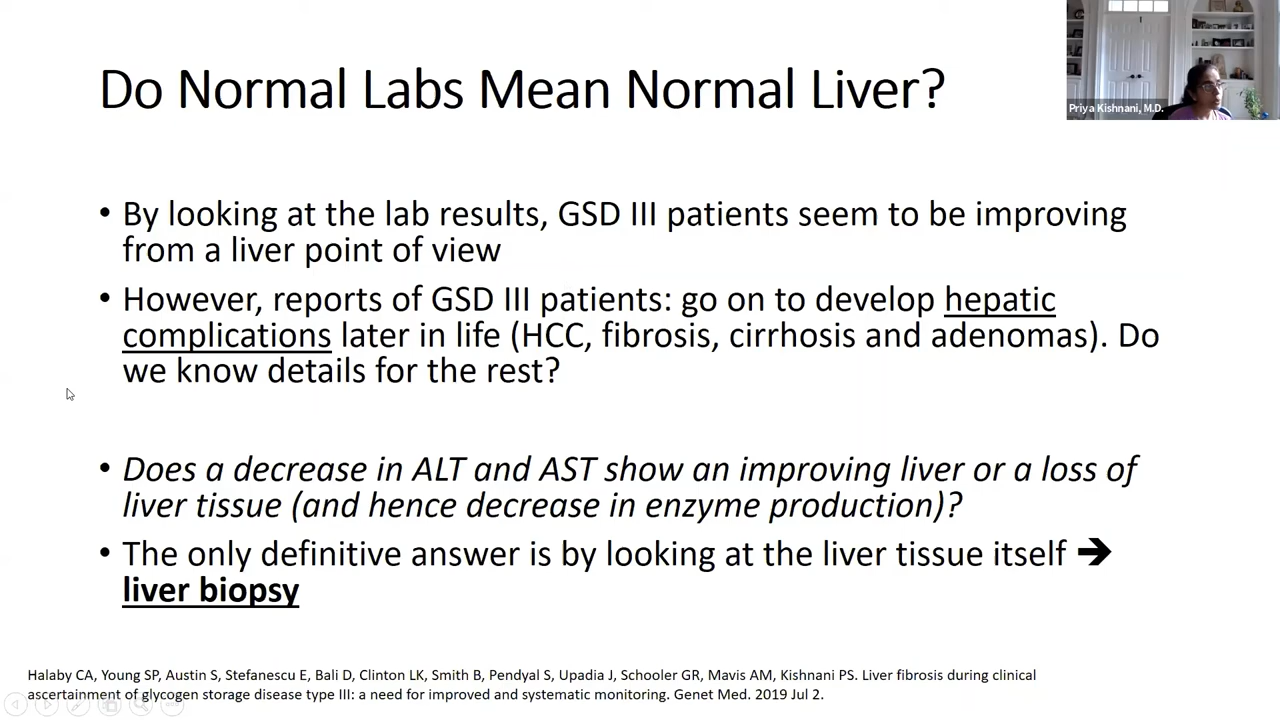 Do Normal Labs Mean Normal Liver?
Priya Kishnani, M.D.
• By looking at the lab results, GSD III patients seem to be improving
from a liver point of view
• However, reports of GSD III patients: go on to develop hepatic
complications later in life (HCC, fibrosis, cirrhosis and adenomas). Do
we know details for the rest?
• Does a decrease in ALT and AST show an improving liver or a loss of
liver tissue (and hence decrease in enzyme production)?
• The only definitive answer is by looking at the liver tissue itself ➔
liver biopsy
Halaby CA, Young SP, Austin S, Stefanescu E, Bali D, Clinton LK, Smith B, Pendyal S, Upadia J, Schooler GR, Mavis AM, Kishnani PS. Liver fibrosis during clinical
ascertainment of glycogen storage disease type III: a need for improved and systematic monitoring. Genet Med. 2019 Jul 2.